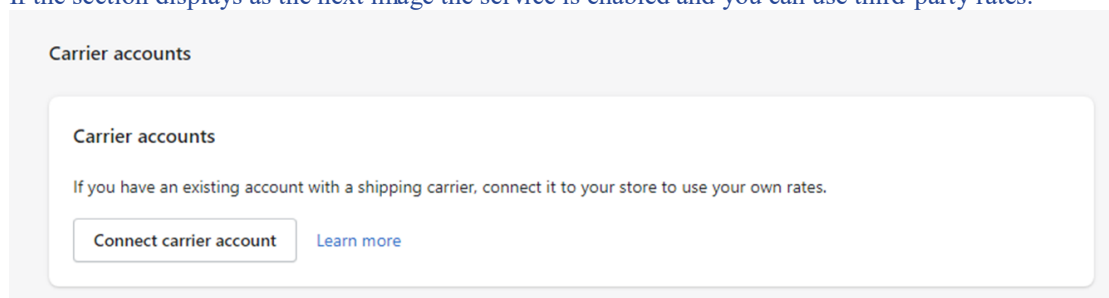 If the section displays as the next image the service is enabled and you can use third-party rates.
Carrier accounts
Carrier accounts
If you have an existing account with a shipping carrier, connect it to your store to use your own rates.
Connect carrier account Learn more